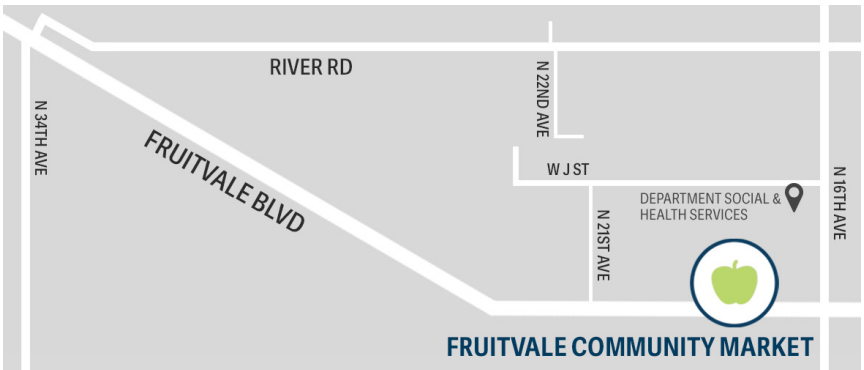 RIVER RD
N 22ND AVE
N 34TH AVE
FRUITVALE BLVD
W J ST
N 16TH AVE
DEPARTMENT SOCIAL &
HEALTH SERVICES
N 21ST AVE
FRUITVALE COMMUNITY MARKET